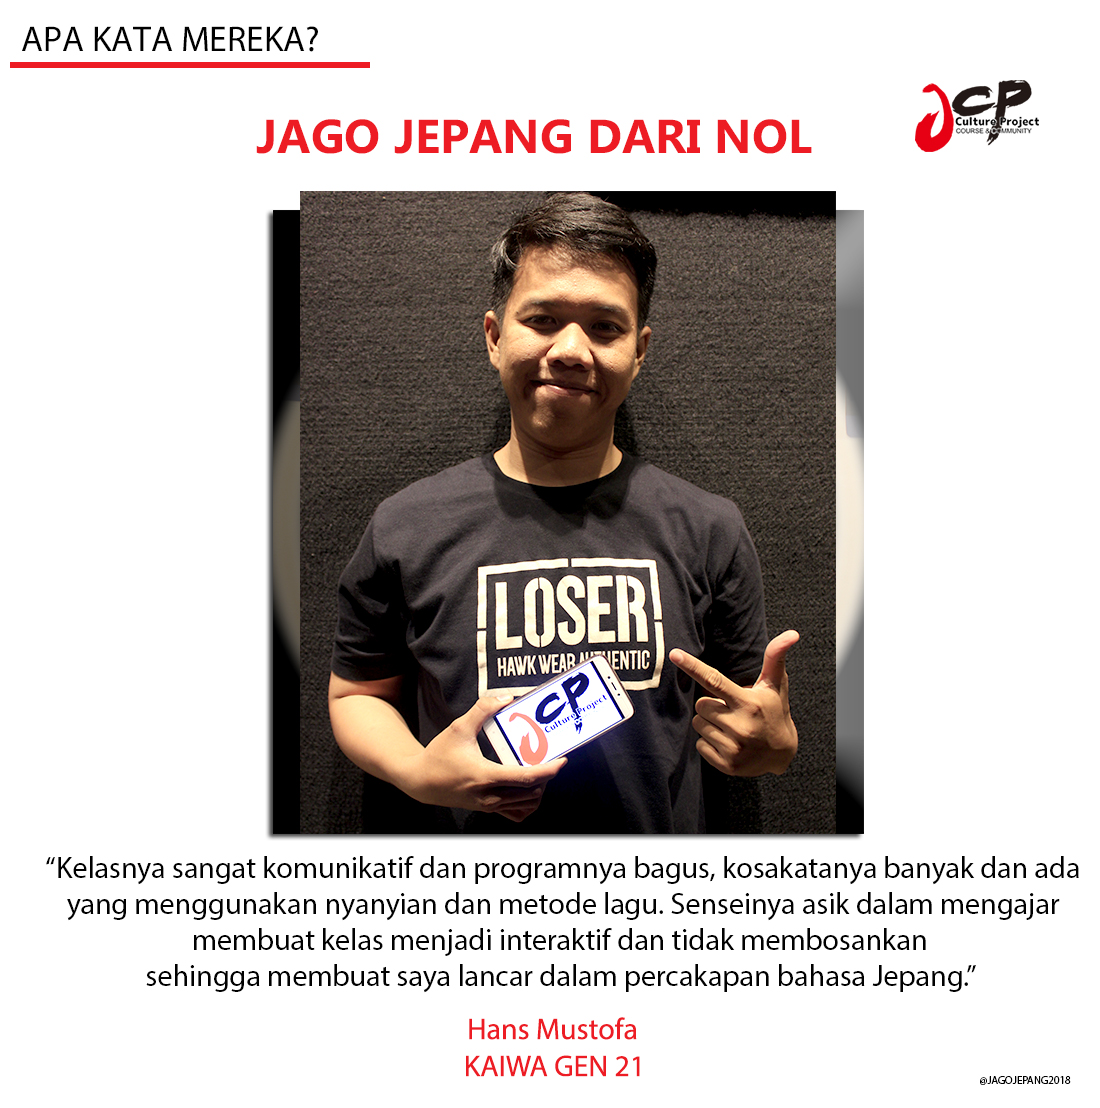 APA KATA MEREKA?
JCP
Culture Project
COURSE & COMMUNITY
JAGO JEPANG DARI NOL
LOSER
HAWK WEAR AUTHENTIC
JCP
Culture Project
“Kelasnya sangat komunikatif dan programnya bagus, kosakatanya banyak dan ada
yang menggunakan nyanyian dan metode lagu. Senseinya asik dalam mengajar
membuat kelas menjadi interaktif dan tidak membosankan
sehingga membuat saya lancar dalam percakapan bahasa Jepang.”
Hans Mustofa
KAIWA GEN 21
@JAGOJEPANG2018